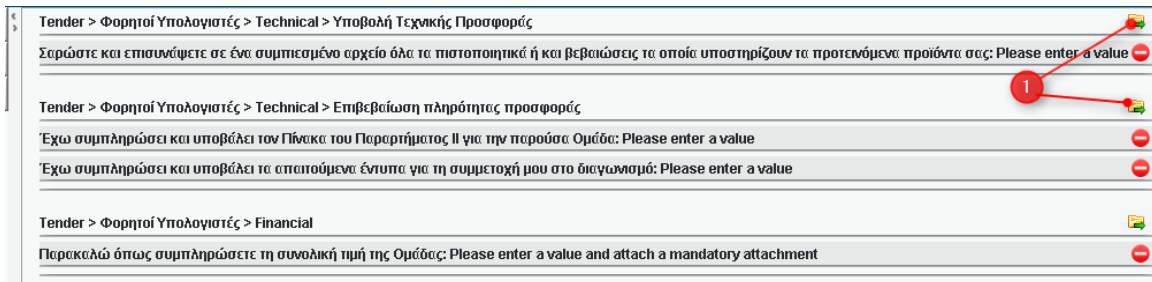 Tender > Φορητοί Υπολογιστές > Technical > Υποβολή Τεχνικής Προσφοράς
Σαρώστε και επισυνάψετε σε ένα συμπιεσμένο αρχείο όλα τα πιστοποιητικά ή και βεβαιώσεις τα οποία υποστηρίζουν τα προτεινόμενα προϊόντα σας: Please enter a value
1
Tender > Φορητοί Υπολογιστές > Technical > Επιβεβαίωση πληρότητας προσφοράς
Έχω συμπληρώσει και υποβάλει τον Πίνακα του Παραρτήματος ΙΙ για την παρούσα Ομάδα: Please enter a value
Έχω συμπληρώσει και υποβάλει τα απαιτούμενα έντυπα για τη συμμετοχή μου στο διαγωνισμό: Please enter a value
Tender > Φορητοί Υπολογιστές > Financial
Παρακαλώ όπως συμπληρώσετε τη συνολική τιμή της Ομάδας: Please enter a value and attach a mandatory attachment